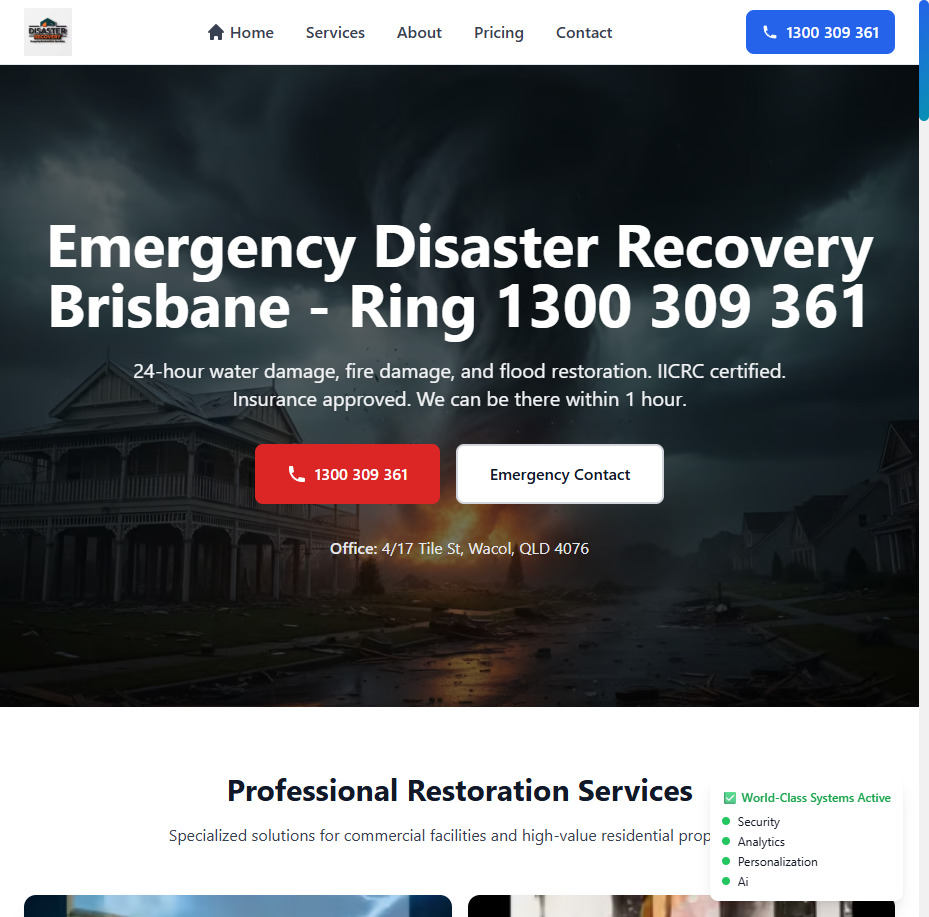 DISASTER
RECOVERY
Home
Services
About
Pricing
Contact
1300 309 361
Emergency Disaster Recovery
Brisbane - Ring 1300 309 361
24-hour water damage, fire damage, and flood restoration. IICRC certified.
Insurance approved. We can be there within 1 hour.
1300 309 361
Emergency Contact
Office: 4/17 Tile St, Wacol, QLD 4076
Professional Restoration Services
Specialized solutions for commercial facilities and high-value residential prop
World-Class Systems Active
Security
Analytics
Personalization
Ai